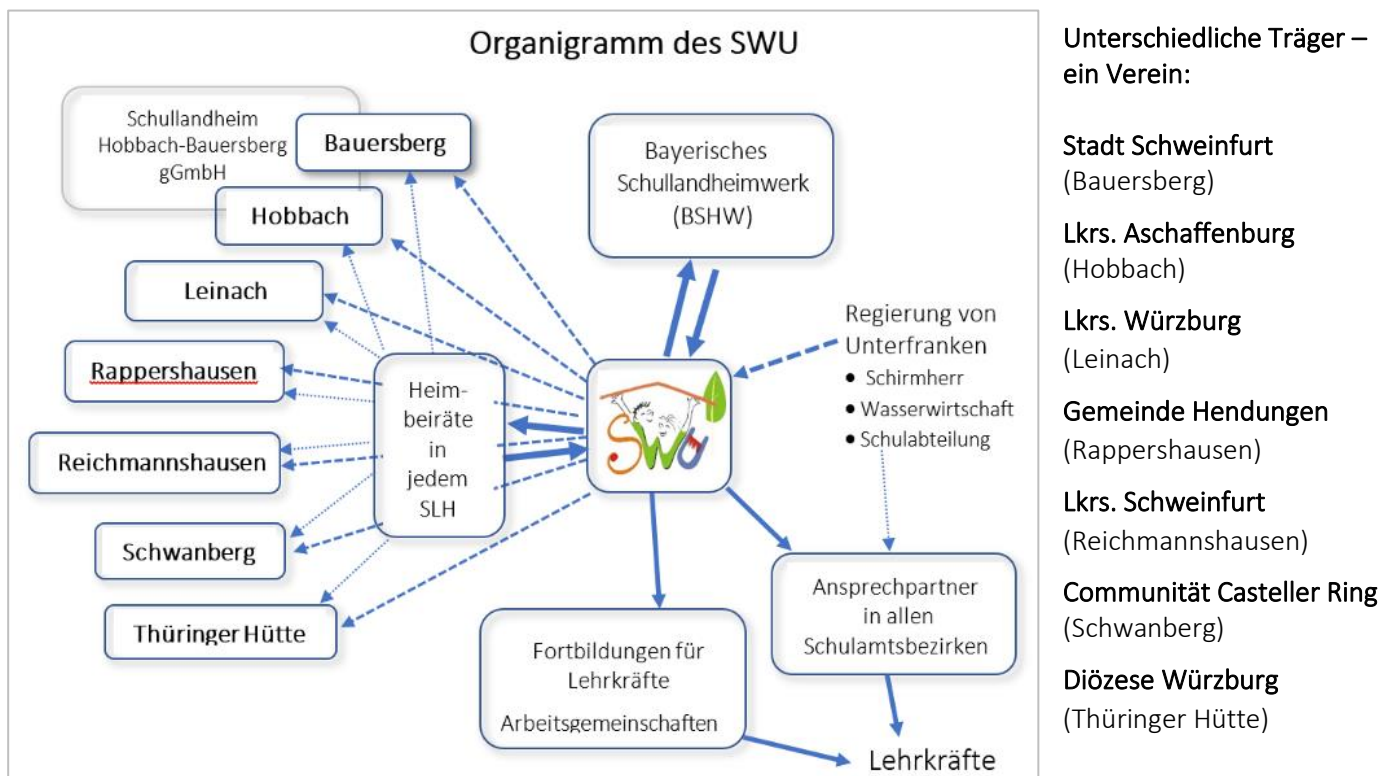 Organigramm des SWU
Schullandheim
Hobbach-Bauersberg
gGmbH
Bauersberg
Hobbach
Leinach
Rappershausen
Reichmannshausen
Schwanberg
Thüringer Hütte
Heim-
beiräte
in
jedem
SLH
Bayerisches
Schullandheimwerk
(BSHW)
SWU
Regierung von
Unterfranken
• Schirmherr
• Wasserwirtschaft
• Schulabteilung
Ansprechpartner
in allen
Schulamtsbezirken
Fortbildungen für
Lehrkräfte
Arbeitsgemeinschaften
Lehrkräfte
Unterschiedliche Träger –
ein Verein:
Stadt Schweinfurt
(Bauersberg)
Lkrs. Aschaffenburg
(Hobbach)
Lkrs. Würzburg
(Leinach)
Gemeinde Hendungen
(Rappershausen)
Lkrs. Schweinfurt
(Reichmannshausen)
Communität Casteller Ring
(Schwanberg)
Diözese Würzburg
(Thüringer Hütte)